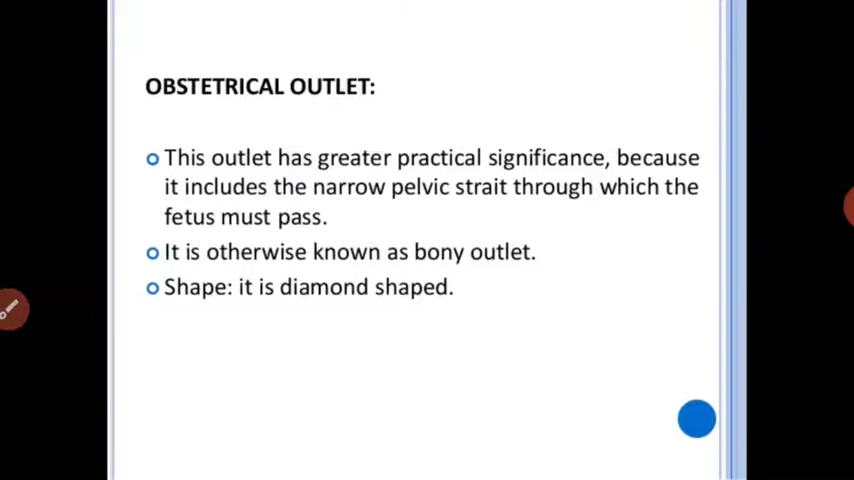 OBSTETRICAL OUTLET:
This outlet has greater practical significance, because
it includes the narrow pelvic strait through which the
fetus must pass.
It is otherwise known as bony outlet.
Shape: it is diamond shaped.